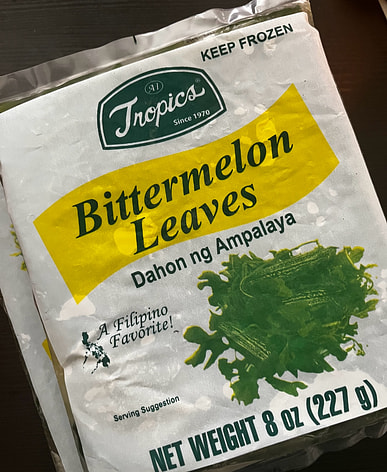 KEEP FROZEN
A1
Tropics
Since 1970
Bittermelon
Leaves
Dahon ng Ampalaya
A Filipino
Favorite!
Serving Suggestion
NET WEIGHT 8 oz (227 g)